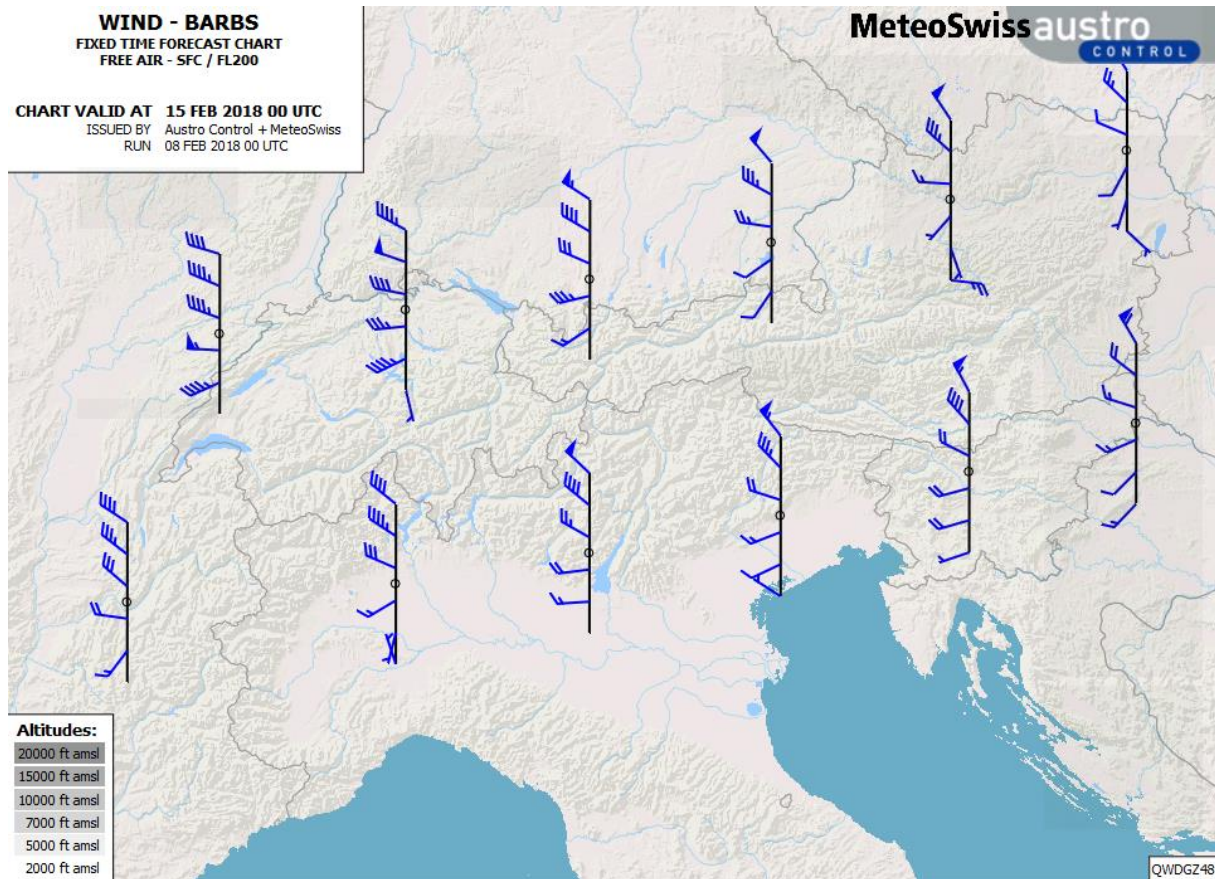 WIND - BARBS
FIXED TIME FORECAST CHART
FREE AIR - SFC / FL200
CHART VALID AT 15 FEB 2018 00 UTC
ISSUED BY Austro Control + MeteoSwiss
RUN 08 FEB 2018 00 UTC
MeteoSwiss austro
CONTROL
Altitudes:
20000 ft amsl
15000 ft amsl
10000 ft amsl
7000 ft amsl
5000 ft amsl
2000 ft amsl
QWDGZ48